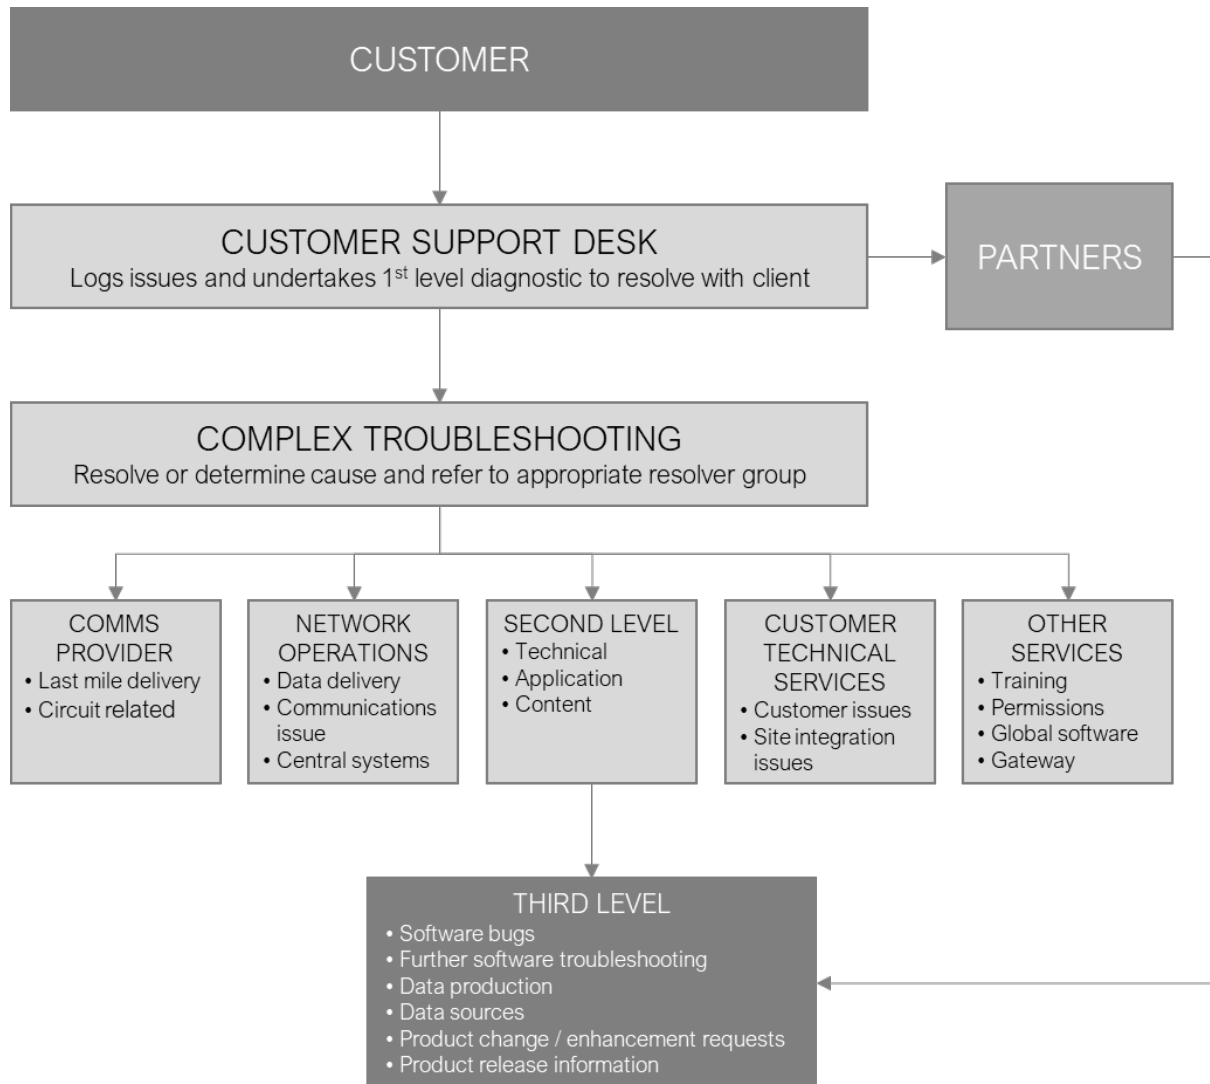 CUSTOMER
CUSTOMER SUPPORT DESK
Logs issues and undertakes 1st level diagnostic to resolve with client
PARTNERS
COMPLEX TROUBLESHOOTING
Resolve or determine cause and refer to appropriate resolver group
COMMS
PROVIDER
• Last mile delivery
• Circuit related
NETWORK
OPERATIONS
• Data delivery
• Communications
issue
• Central systems
SECOND LEVEL
• Technical
• Application
• Content
CUSTOMER
TECHNICAL
SERVICES
• Customer issues
• Site integration
issues
OTHER
SERVICES
• Training
• Permissions
• Global software
• Gateway
THIRD LEVEL
• Software bugs
• Further software troubleshooting
• Data production
• Data sources
• Product change / enhancement requests
• Product release information